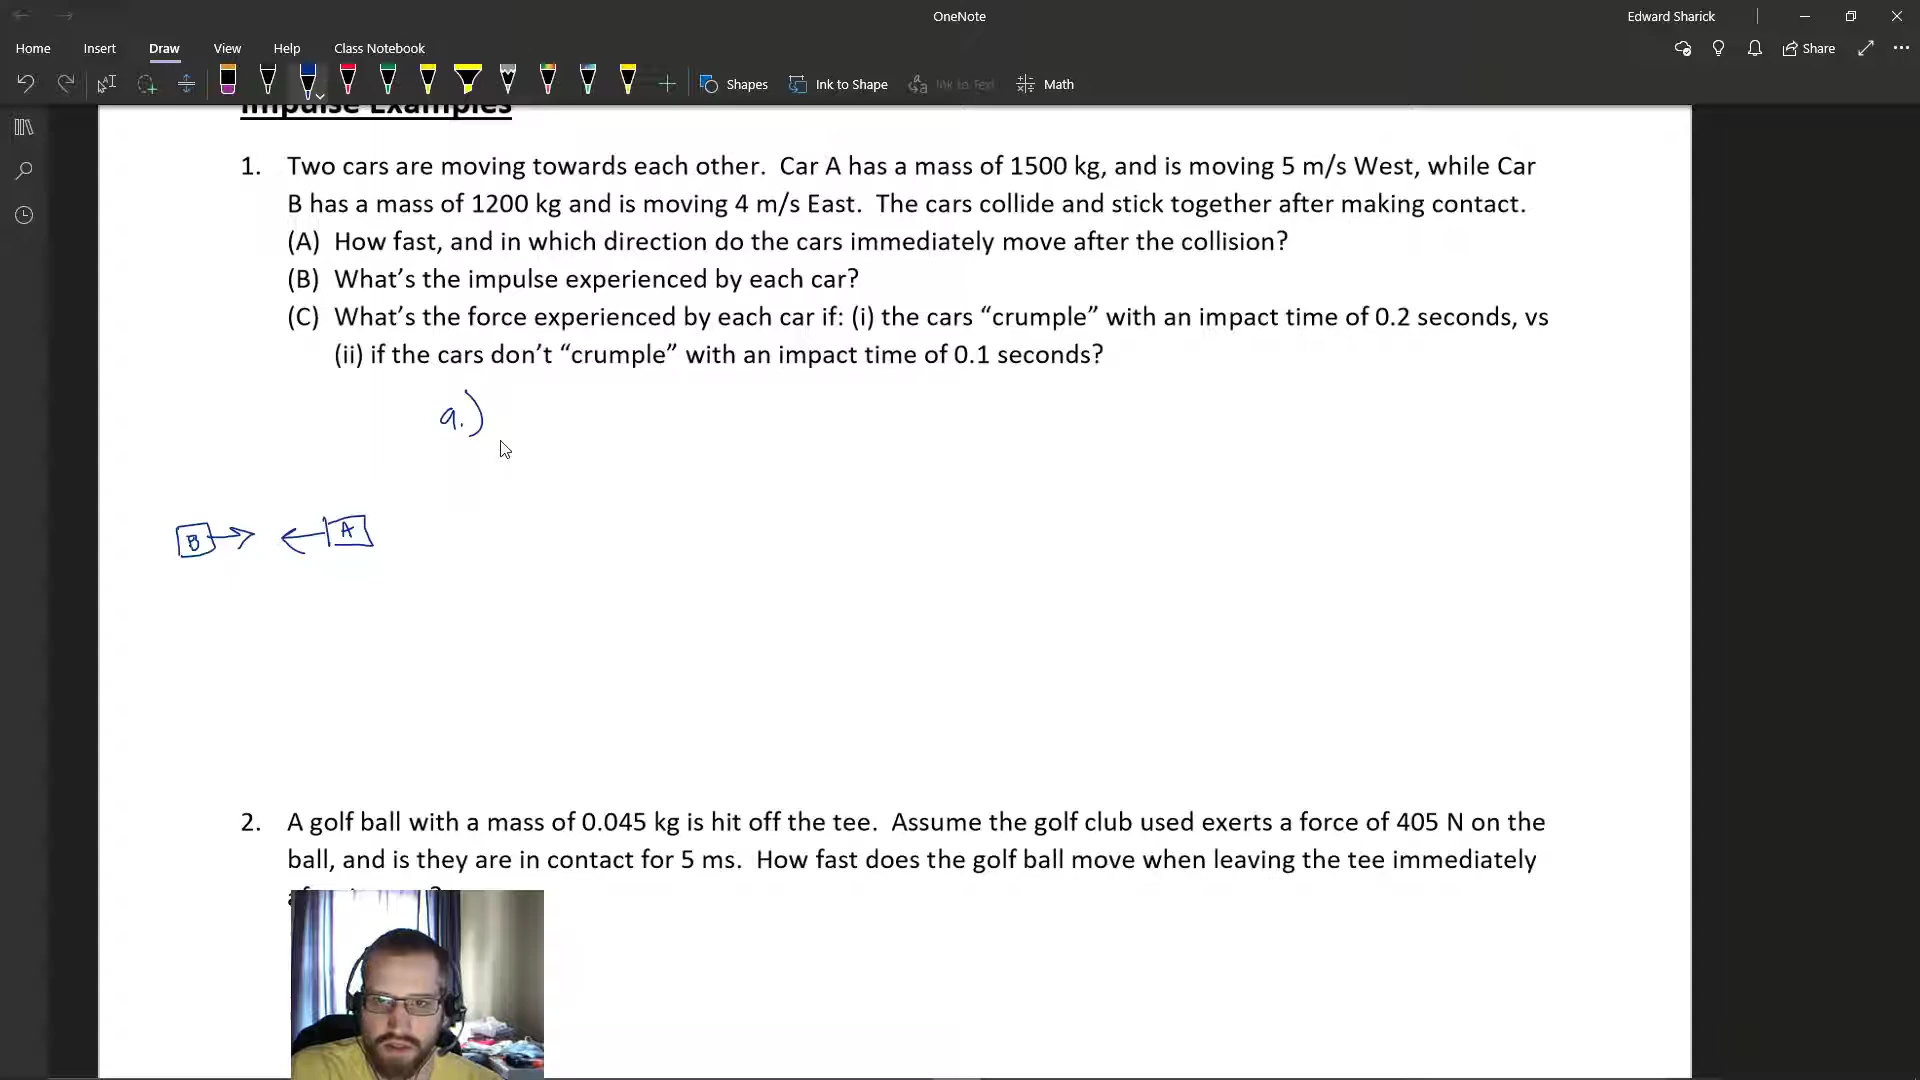 OneNote
Edward Sharick
Home Insert Draw View Help Class Notebook
Share
Shapes Ink to Shape Ink to Text Math
Impulse Examples
1. Two cars are moving towards each other. Car A has a mass of 1500 kg, and is moving 5 m/s West, while Car
B has a mass of 1200 kg and is moving 4 m/s East. The cars collide and stick together after making contact.
(A) How fast, and in which direction do the cars immediately move after the collision?
(B) What’s the impulse experienced by each car?
(C) What’s the force experienced by each car if: (i) the cars “crumple” with an impact time of 0.2 seconds, vs
(ii) if the cars don’t “crumple” with an impact time of 0.1 seconds?
a.)
B A
2. A golf ball with a mass of 0.045 kg is hit off the tee. Assume the golf club used exerts a force of 405 N on the
ball, and is they are in contact for 5 ms. How fast does the golf ball move when leaving the tee immediately